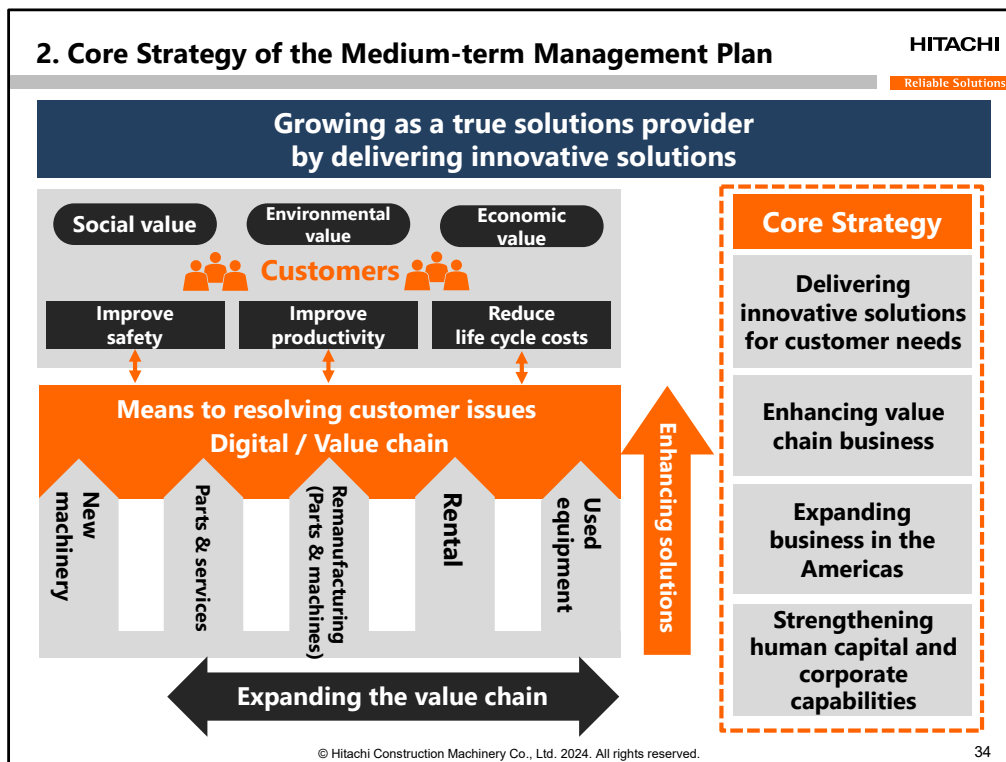 2. Core Strategy of the Medium-term Management Plan
HITACHI
Reliable Solutions
Growing as a true solutions provider
by delivering innovative solutions
Social value
Environmental
value
Economic
value
Customers
Improve
safety
Improve
productivity
Reduce
life cycle costs
Means to resolving customer issues
Digital / Value chain
New
machinery
Parts & services
Remanufacturing
(Parts & machines)
Rental
Used
equipment
Enhancing solutions
Expanding the value chain
Core Strategy
Delivering
innovative solutions
for customer needs
Enhancing value
chain business
Expanding
business in the
Americas
Strengthening
human capital and
corporate
capabilities
© Hitachi Construction Machinery Co., Ltd. 2024. All rights reserved.
34